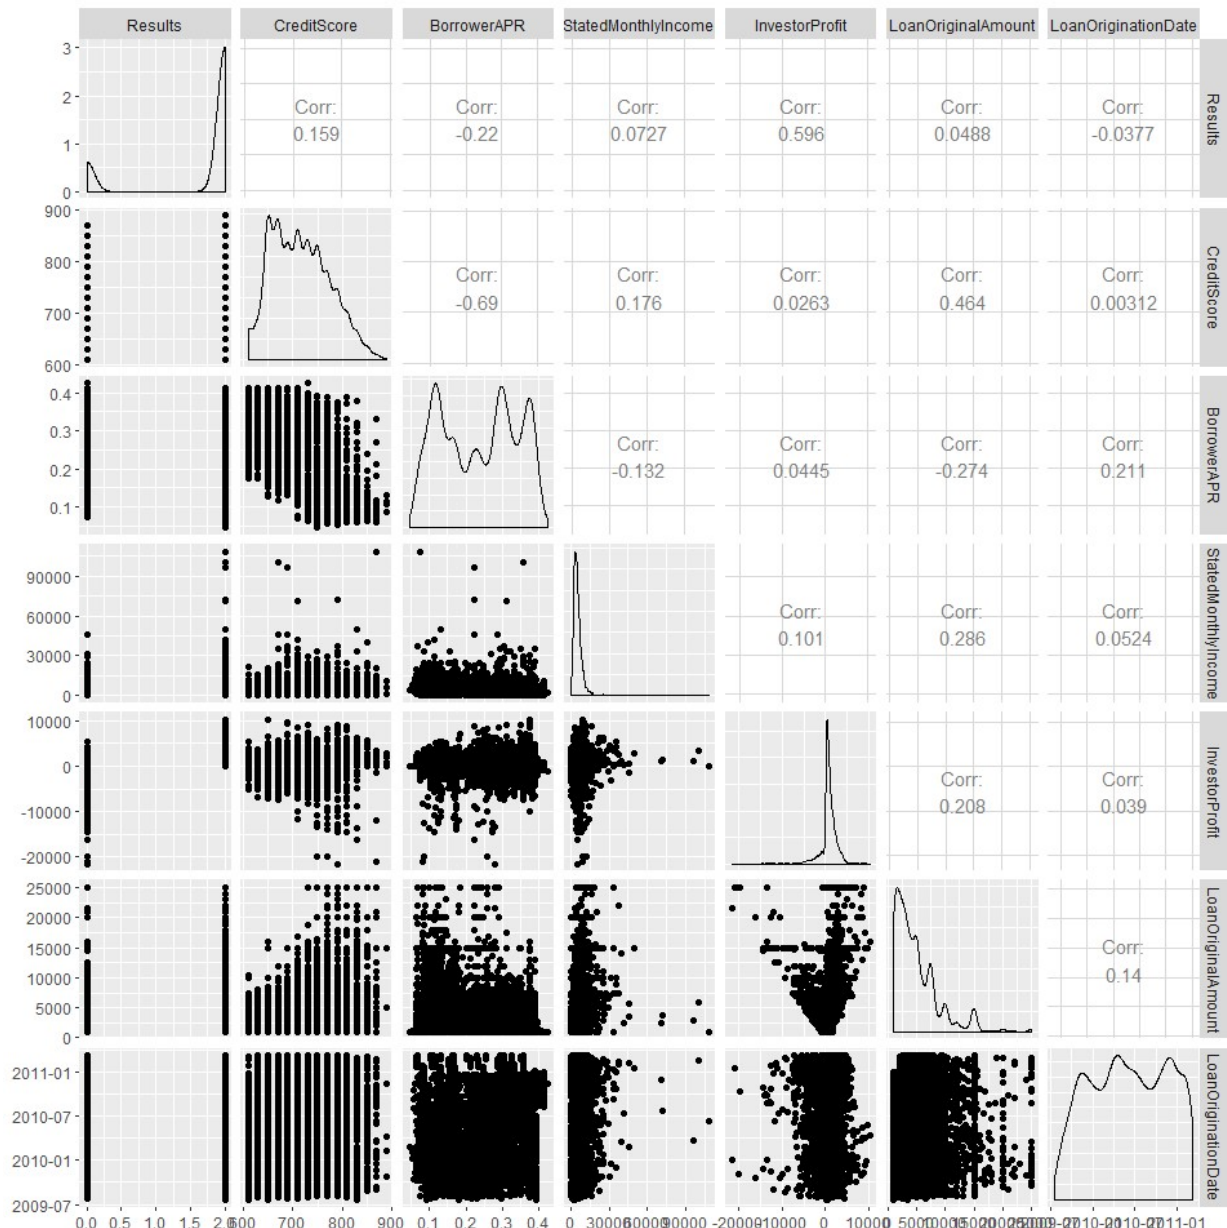 Results CreditScore BorrowerAPR StatedMonthlyIncome InvestorProfit LoanOriginalAmount LoanOriginationDate
3
2
1
0
Corr:
0.159
Corr:
-0.22
Corr:
0.0727
Corr:
0.596
Corr:
0.0488
Corr:
-0.0377
Results
900
800
700
600
Corr:
-0.69
Corr:
0.176
Corr:
0.0263
Corr:
0.464
Corr:
0.00312
CreditScore
0.4
0.3
0.2
0.1
Corr:
-0.132
Corr:
0.0445
Corr:
-0.274
Corr:
0.211
BorrowerAPR
90000
60000
30000
0
Corr:
0.101
Corr:
0.286
Corr:
0.0524
StatedMonthlyIncome
10000
0
-10000
-20000
Corr:
0.208
Corr:
0.039
InvestorProfit
25000
20000
15000
10000
5000
0
Corr:
0.14
LoanOriginalAmount
2011-01
2010-07
2010-01
2009-07
LoanOriginationDate
0.0 0.5 1.0 1.5 700 800 900 0.1 0.2 0.3 0.4 0 30000 90000 -20000 -10000 0 10000